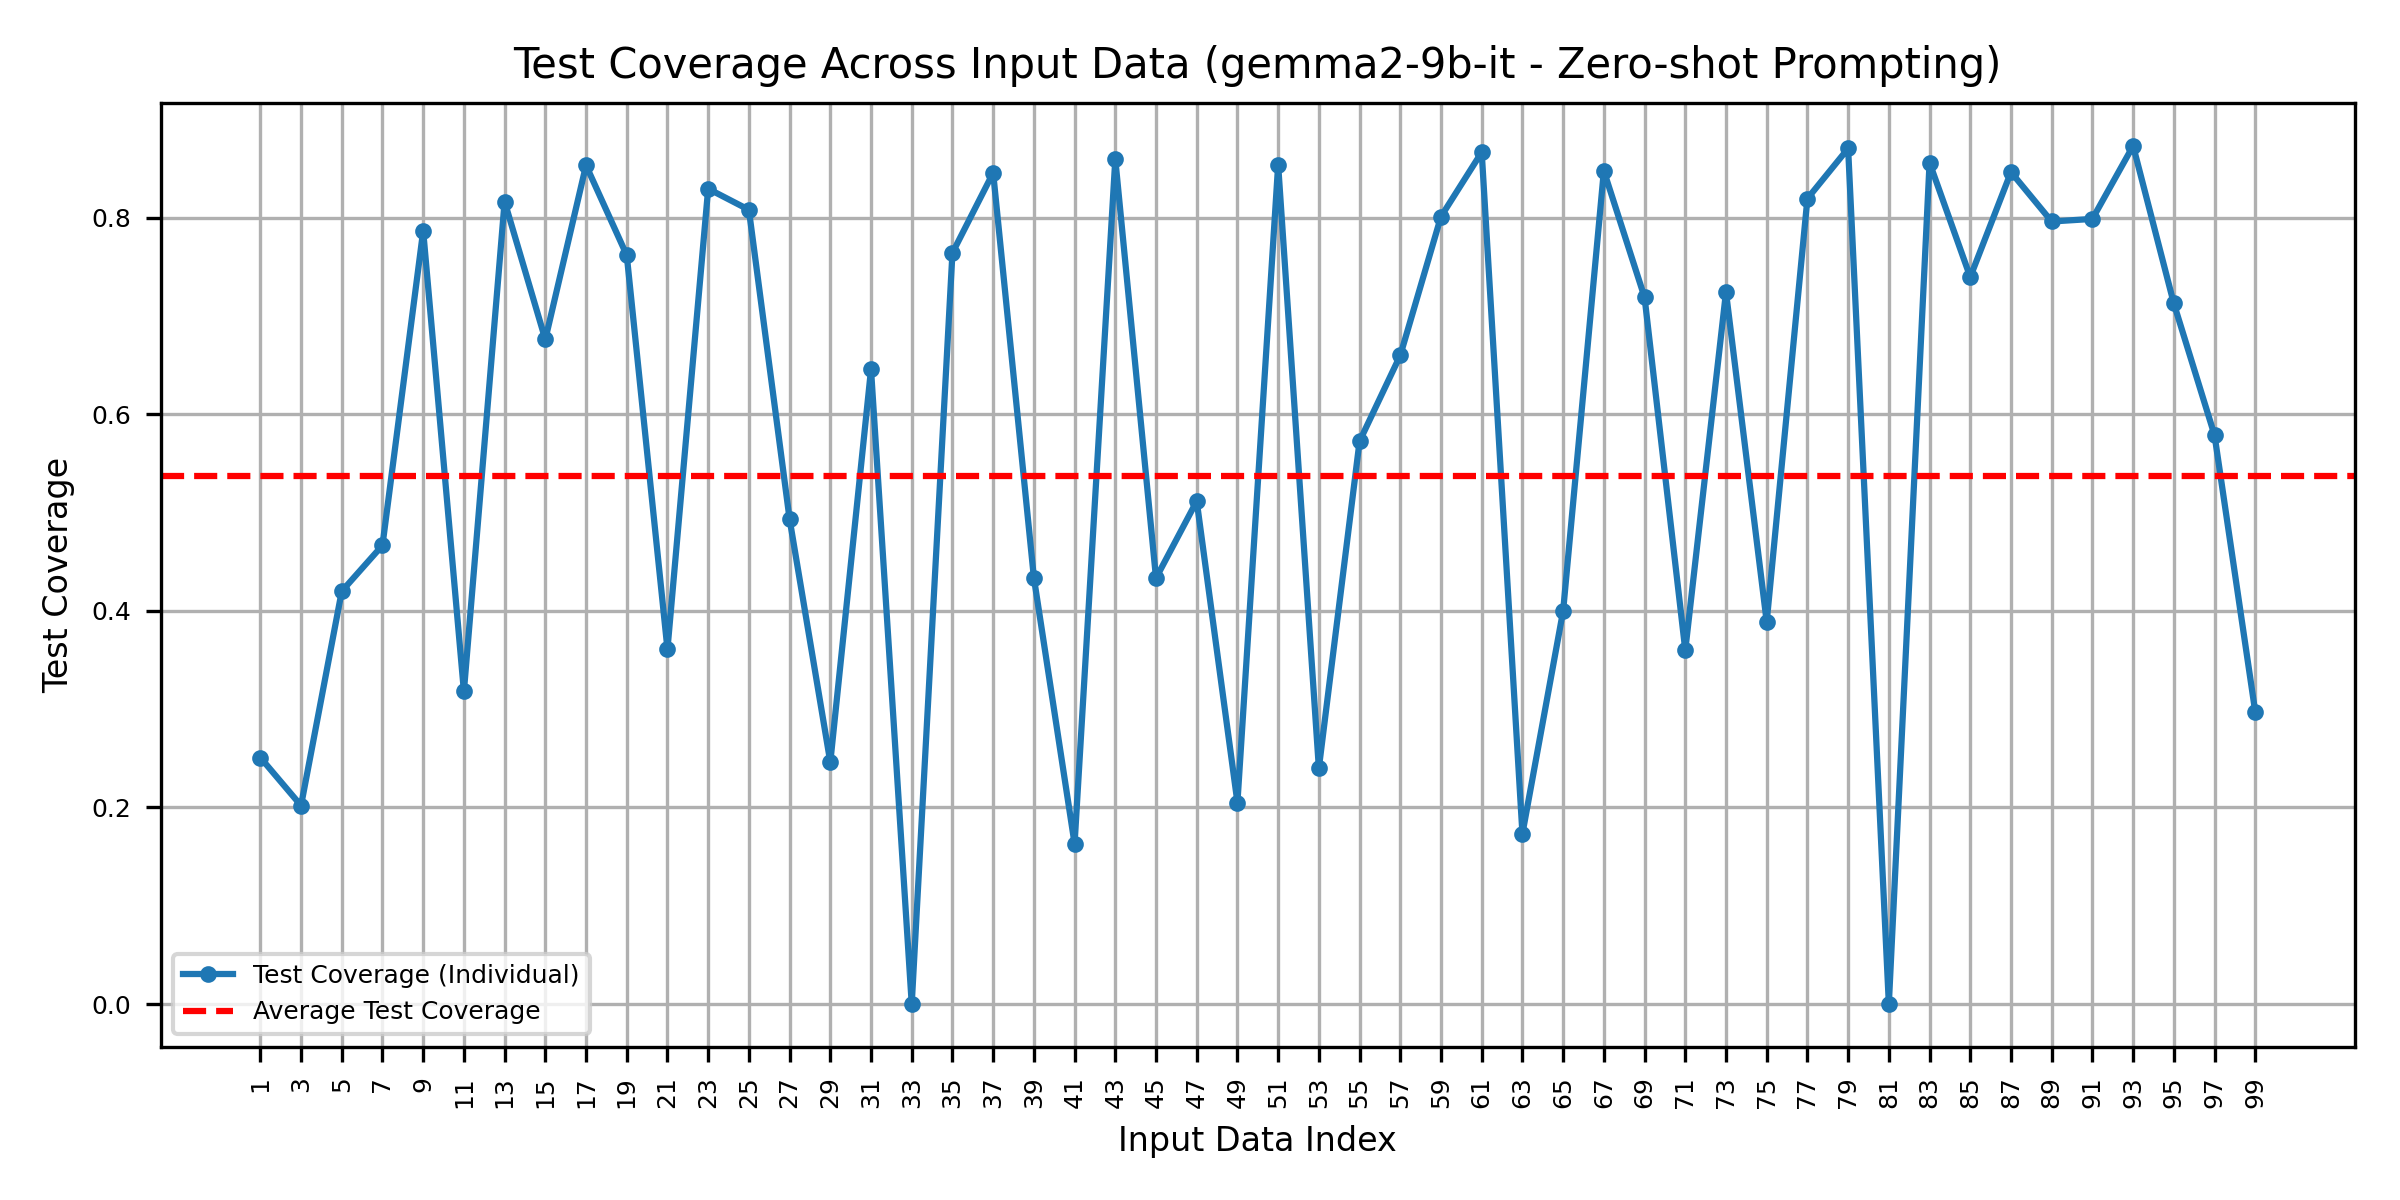 Test Coverage Across Input Data (gemma2-9b-it - Zero-shot Prompting)
Test Coverage
0.8
0.6
0.4
0.2
0.0
Test Coverage (Individual)
Average Test Coverage
1 3 5 7 9 11 13 15 17 19 21 23 25 27 29 31 33 35 37 39 41 43 45 47 49 51 53 55 57 59 61 63 65 67 69 71 73 75 77 79 81 83 85 87 89 91 93 95 97 99
Input Data Index